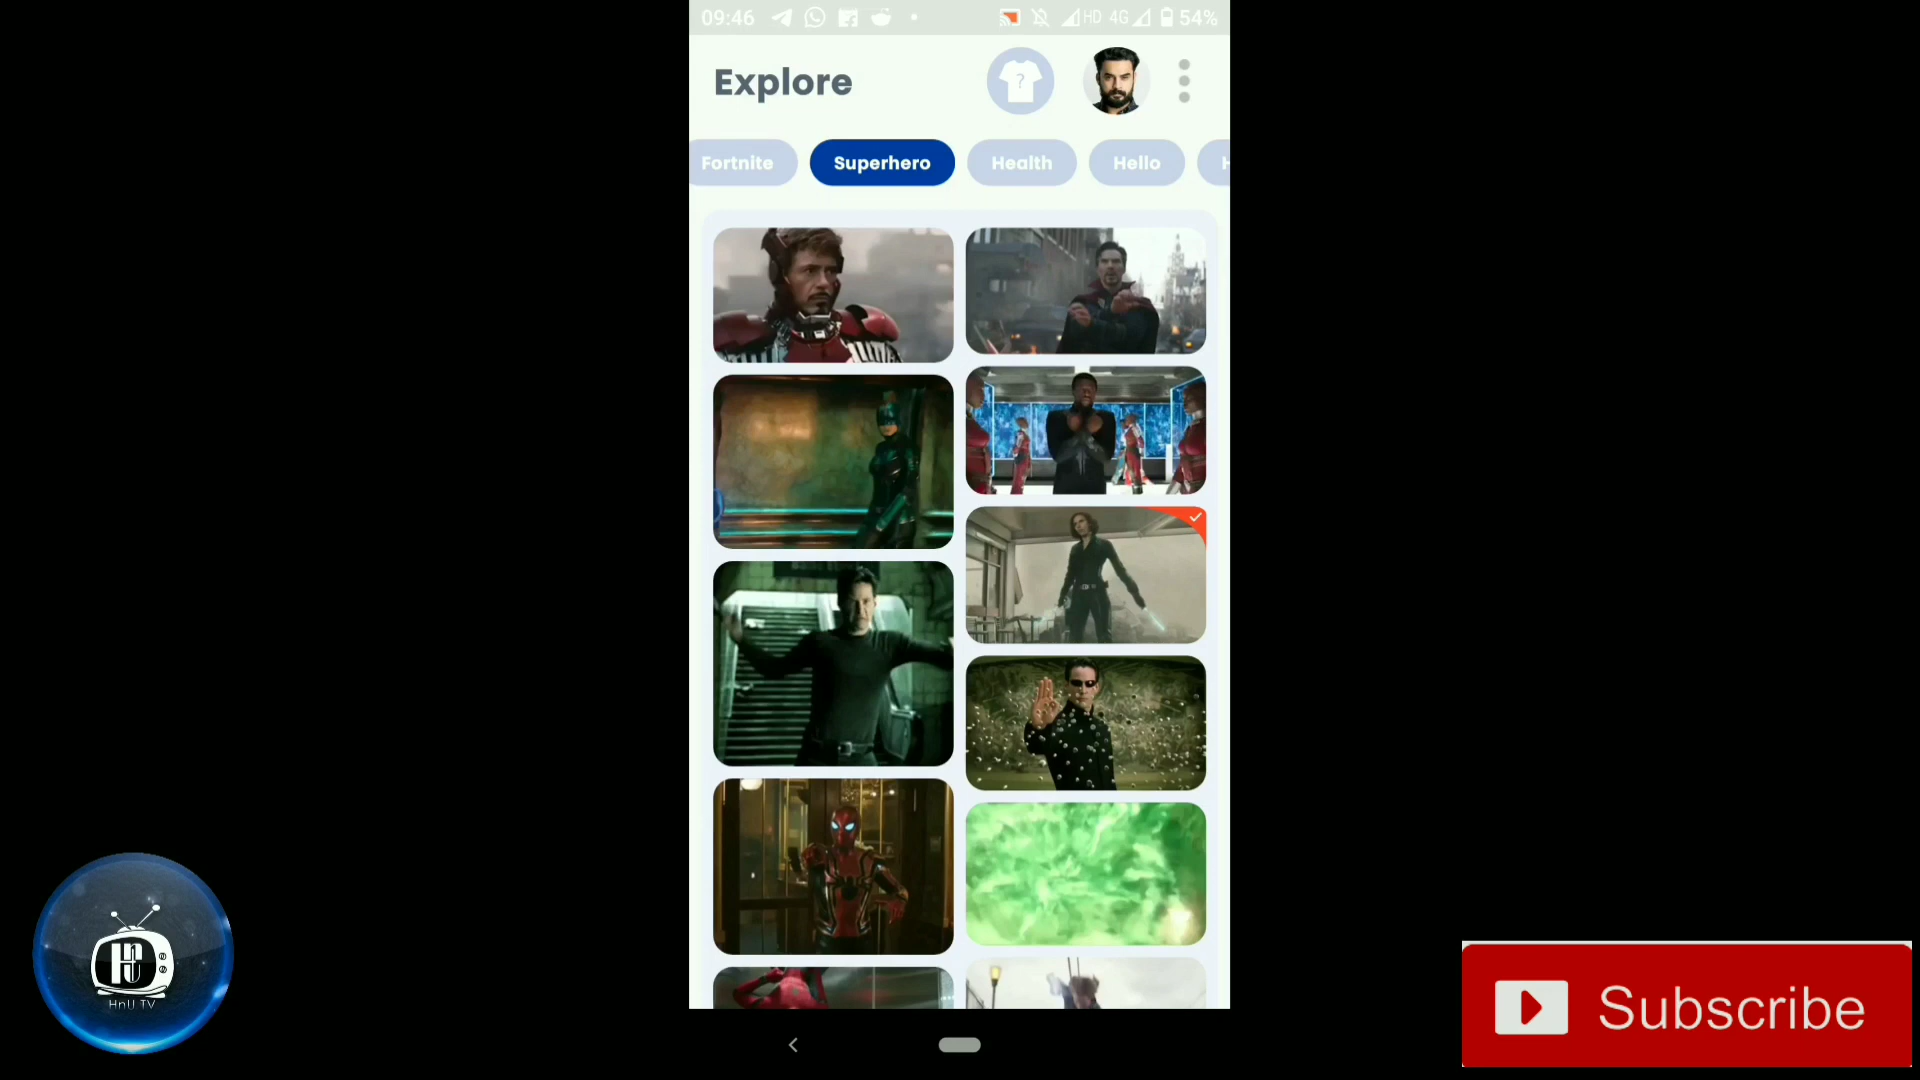 09:46 HD 4G 54%
Explore
?
Fortnite Superhero Health Hello H
HnU TV
Subscribe